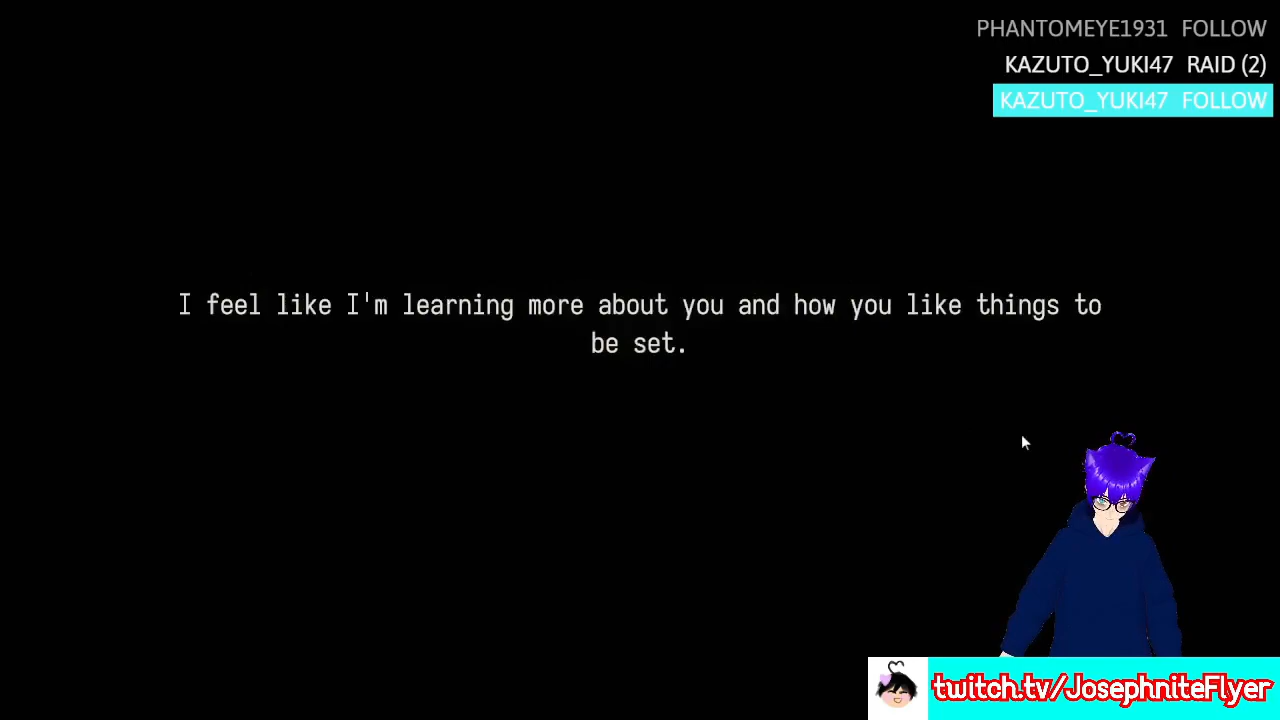 PHANTOMEYE1931 FOLLOW
KAZUTO_YUKI47 RAID (2)
KAZUTO_YUKI47 FOLLOW
I feel like I'm learning more about you and how you like things to
be set.
twitch.tv/JosephniteFlyer